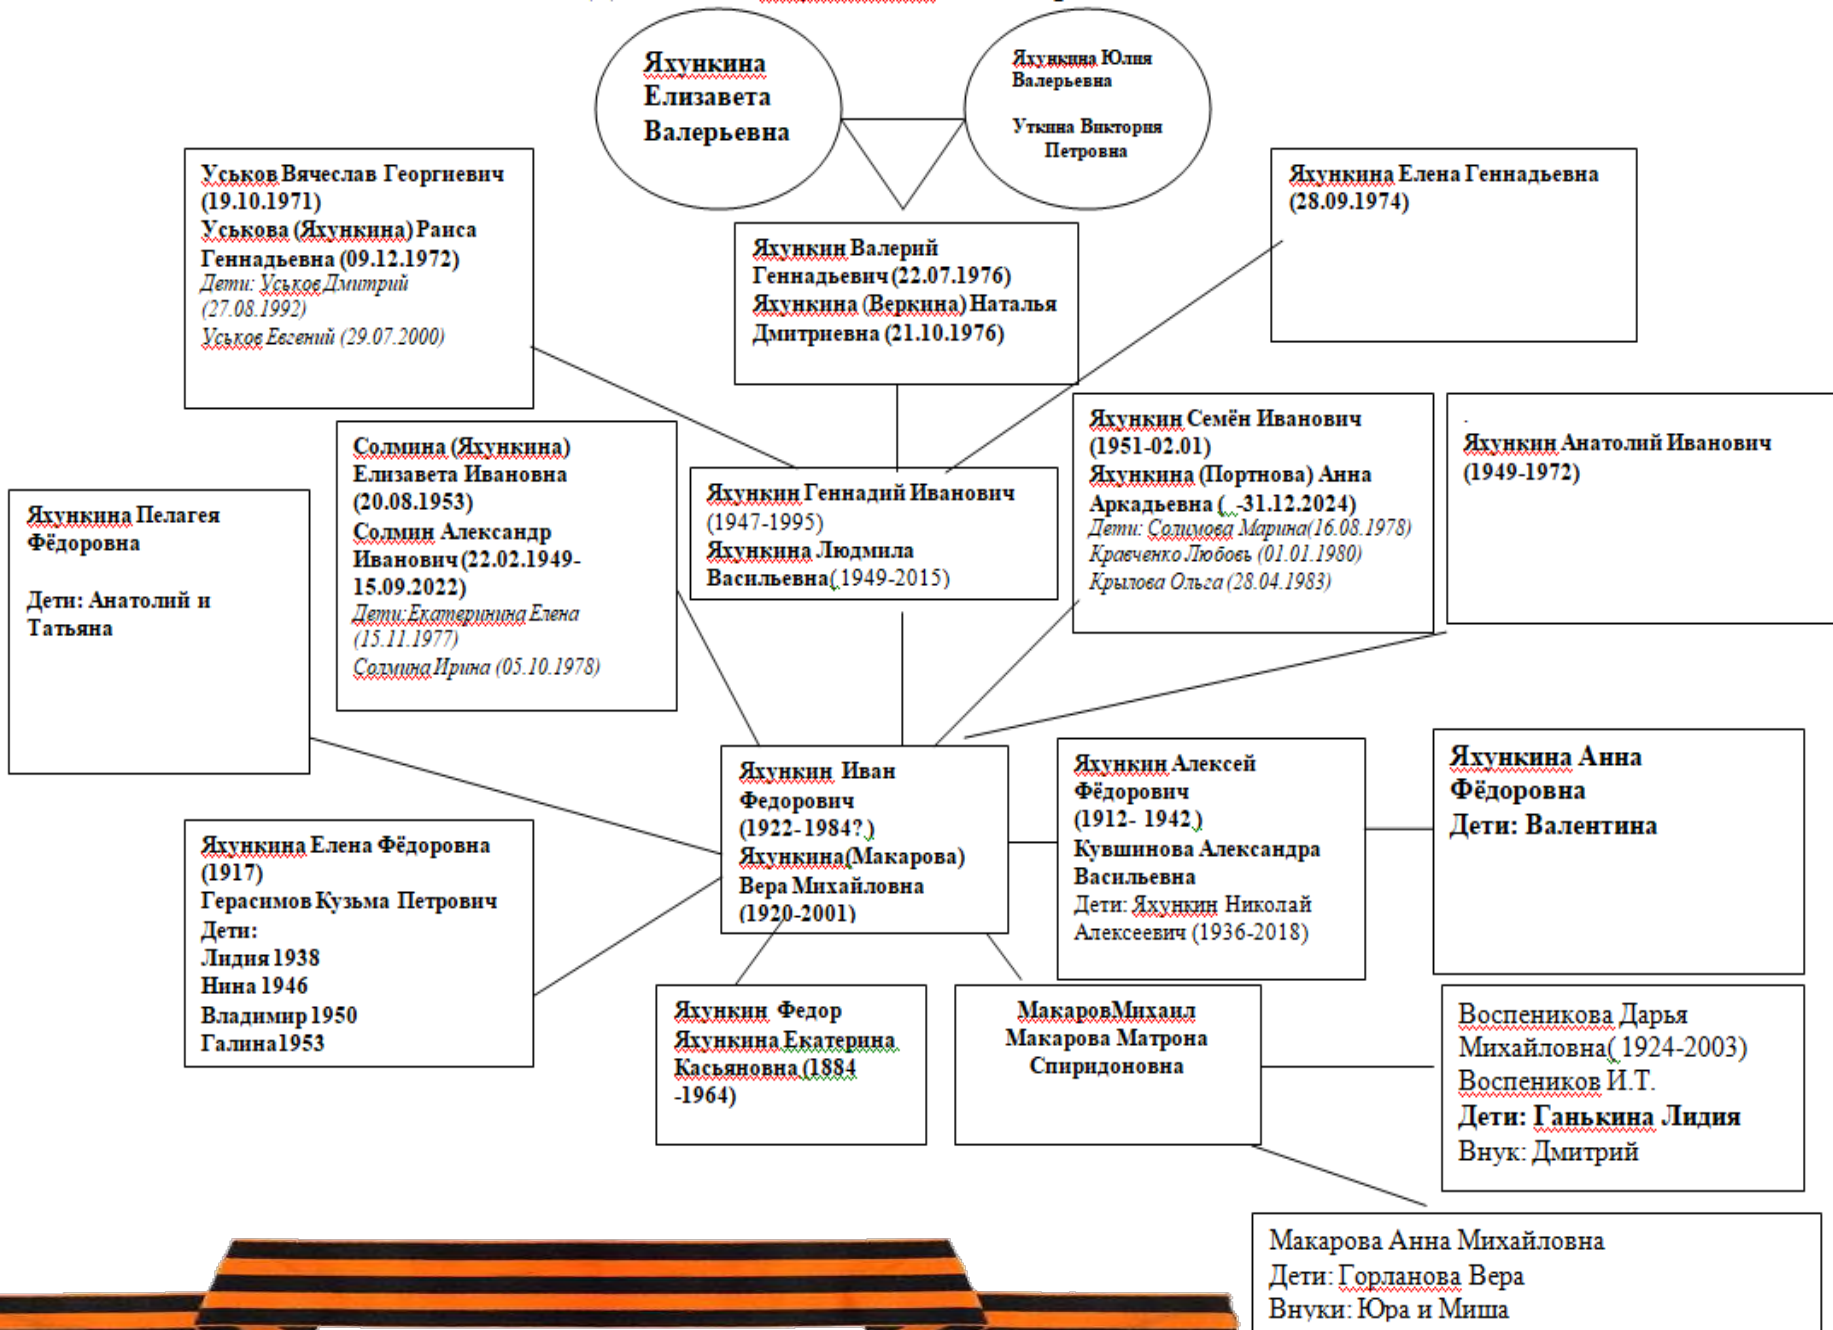 Яхункина
Елизавета
Валерьевна
Яхункина Юлия
Валерьевна
Уткина Виктория
Петровна
Уськов Вячеслав Георгиевич
(19.10.1971)
Уськова (Яхункина) Раиса
Геннадьевна (09.12.1972)
Дети: Уськов Дмитрий
(27.08.1992)
Уськов Евгений (29.07.2000)
Яхункин Валерий
Геннадьевич (22.07.1976)
Яхункина (Веркина) Наталья
Дмитриевна (21.10.1976)
Яхункина Елена Геннадьевна
(28.09.1974)
Яхункина Пелагея
Фёдоровна
Дети: Анатолий и
Татьяна
Солмина (Яхункина)
Елизавета Ивановна
(20.08.1953)
Солмин Александр
Иванович (22.02.1949-
15.09.2022)
Дети: Екатеринина Елена
(15.11.1977)
Солмина Ирина (05.10.1978)
Яхункин Геннадий Иванович
(1947-1995)
Яхункина Людмила
Васильевна( 1949-2015)
Яхункин Семён Иванович
(1951-02.01)
Яхункина (Портнова) Анна
Аркадьевна ( -31.12.2024)
Дети: Солимова Марина(16.08.1978)
Кравченко Любовь (01.01.1980)
Крылова Ольга (28.04.1983)
.
Яхункин Анатолий Иванович
(1949-1972)
Яхункина Елена Фёдоровна
(1917)
Герасимов Кузьма Петрович
Дети:
Лидия 1938
Нина 1946
Владимир 1950
Галина1953
Яхункин Иван
Федорович
(1922- 1984? )
Яхункина(Макарова)
Вера Михайловна
(1920-2001)
Яхункин Алексей
Фёдорович
(1912- 1942 )
Кувшинова Александра
Васильевна
Дети: Яхункин Николай
Алексеевич (1936-2018)
Яхункина Анна
Фёдоровна
Дети: Валентина
Яхункин Федор
Яхункина Екатерина
Касьяновна (1884
-1964)
МакаровМихаил
Макарова Матрона
Спиридоновна
Воспеникова Дарья
Михайловна( 1924-2003)
Воспеников И.Т.
Дети: Ганькина Лидия
Внук: Дмитрий
Макарова Анна Михайловна
Дети: Горланова Вера
Внуки: Юра и Миша